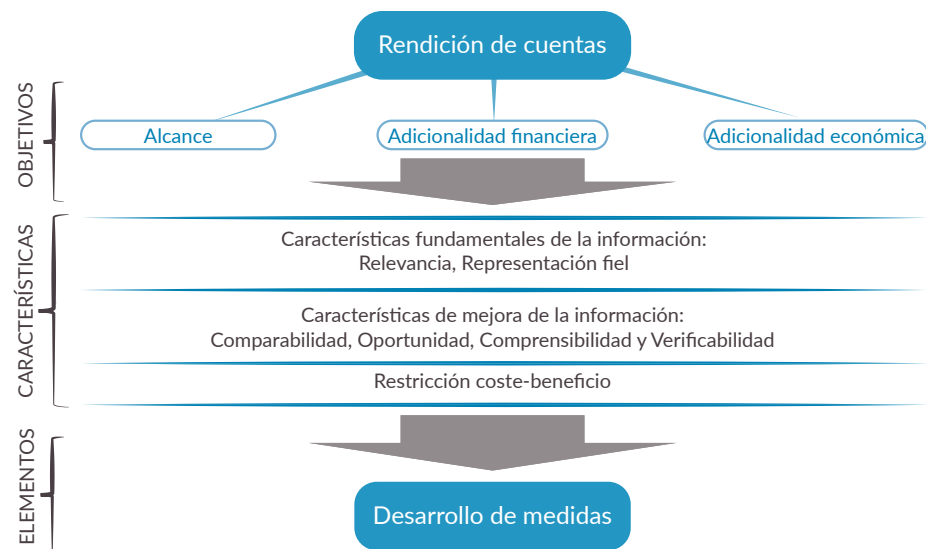 Rendición de cuentas
OBJETIVOS
Alcance
Adicionalidad financiera
Adicionalidad económica
CARACTERÍSTICAS
Características fundamentales de la información:
Relevancia, Representación fiel
Características de mejora de la información:
Comparabilidad, Oportunidad, Comprensibilidad y Verificabilidad
Restricción coste-beneficio
ELEMENTOS
Desarrollo de medidas